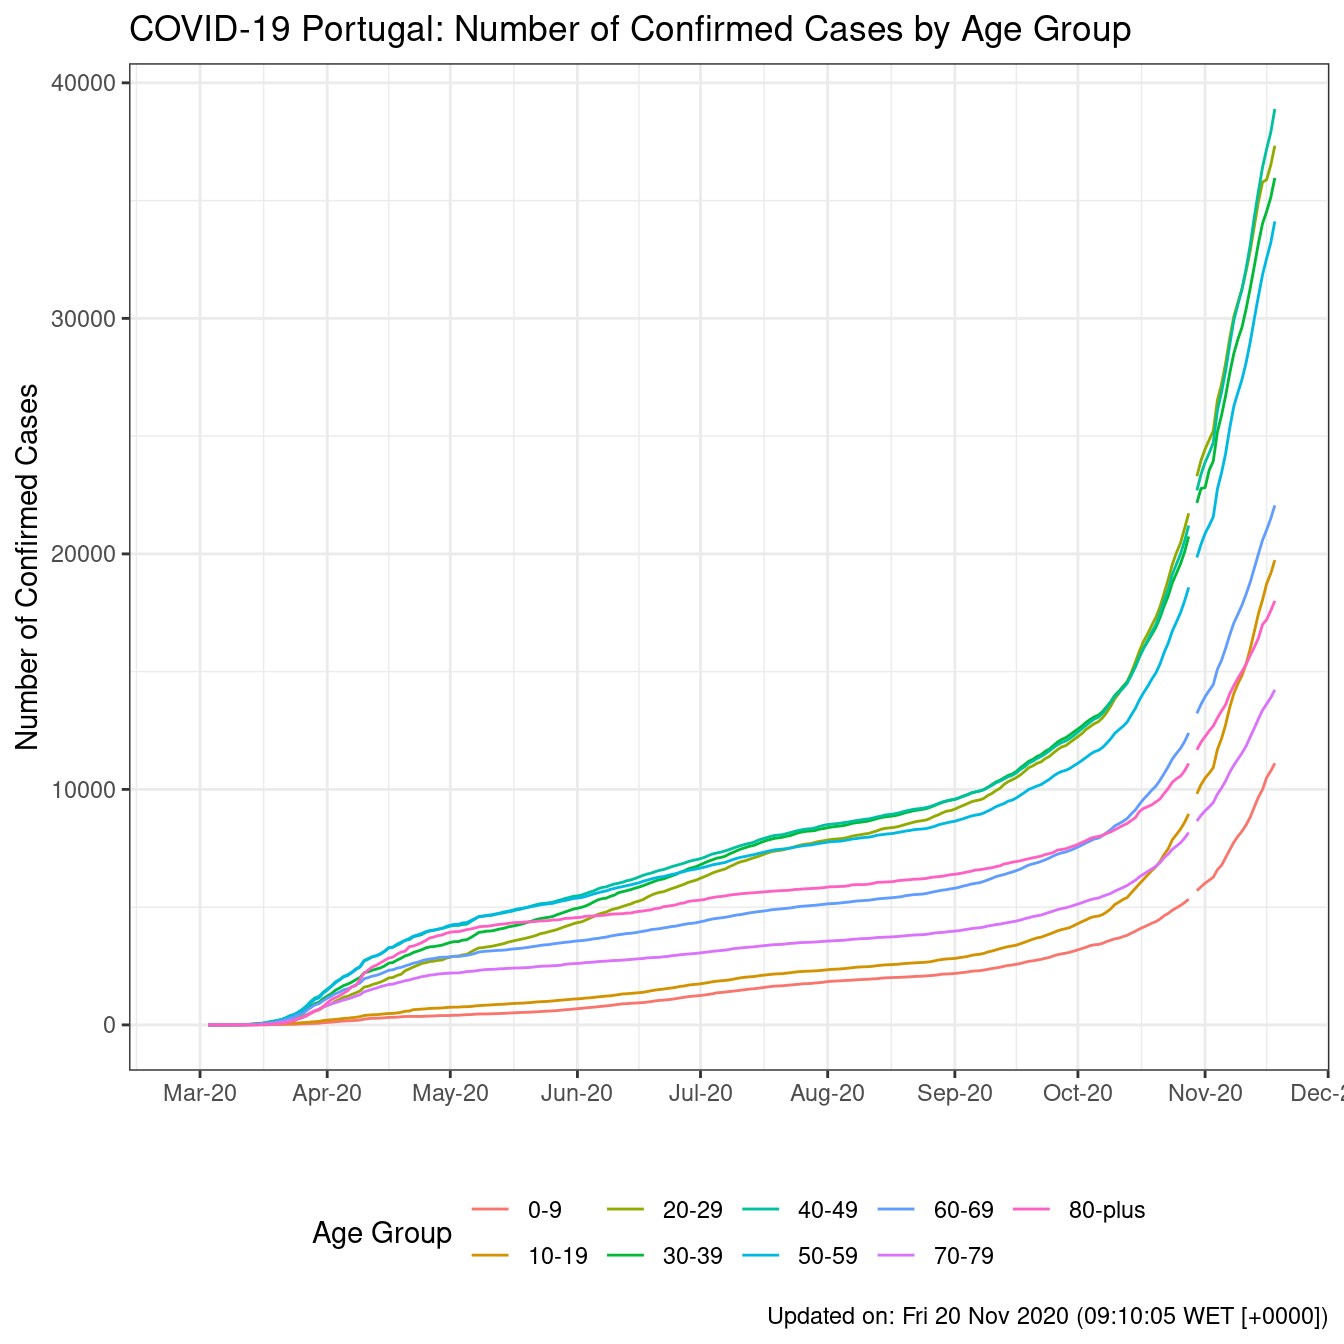 COVID-19 Portugal: Number of Confirmed Cases by Age Group
Number of Confirmed Cases
40000
30000
20000
10000
0
Mar-20 Apr-20 May-20 Jun-20 Jul-20 Aug-20 Sep-20 Oct-20 Nov-20 Dec-2
Age Group
0-9 20-29 40-49 60-69 80-plus
10-19 30-39 50-59 70-79
Updated on: Fri 20 Nov 2020 (09:10:05 WET [+0000])